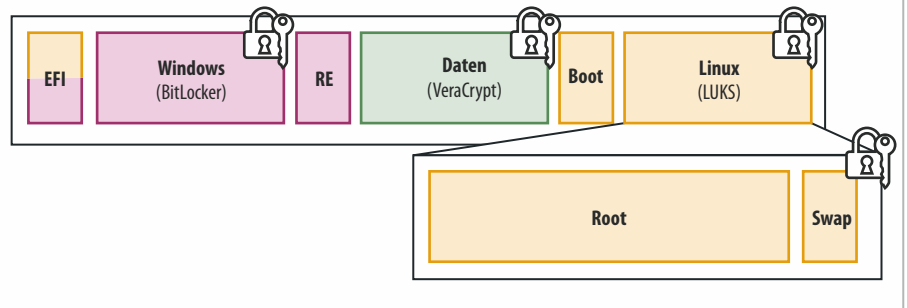 EFI
Windows
(BitLocker)
RE
Daten
(VeraCrypt)
Boot
Linux
(LUKS)
Root
Swap